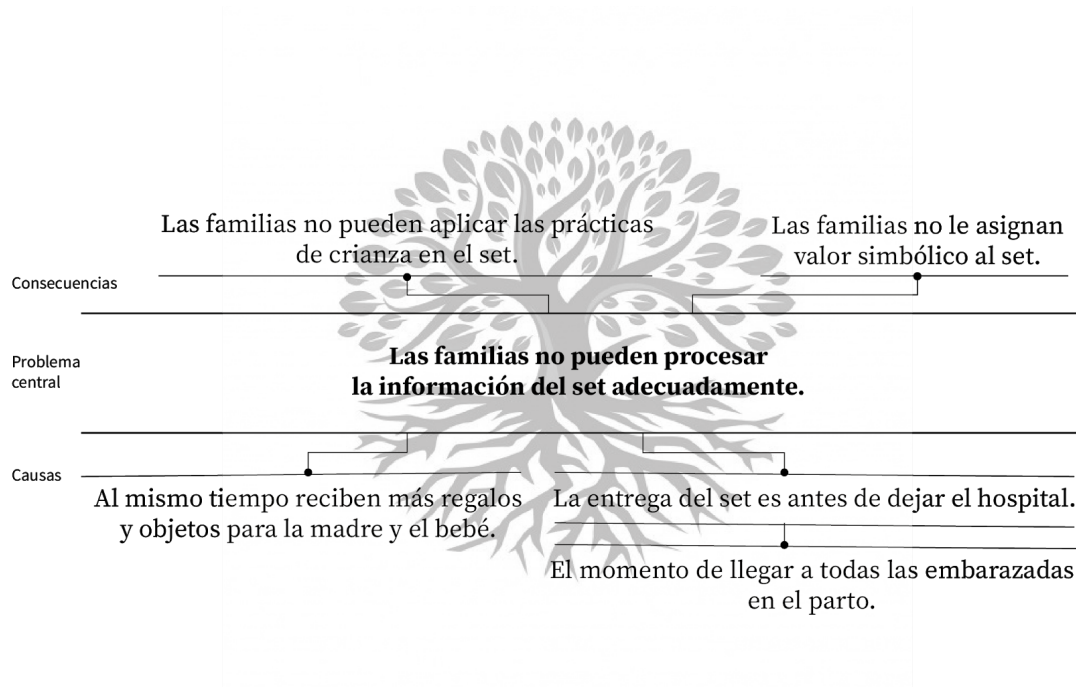 Las familias no pueden aplicar las prácticas
de crianza en el set.
Las familias no le asignan
valor simbólico al set.
Consecuencias
Problema
central
Las familias no pueden procesar
la información del set adecuadamente.
Causas
Al mismo tiempo reciben más regalos
y objetos para la madre y el bebé.
La entrega del set es antes de dejar el hospital.
El momento de llegar a todas las embarazadas
en el parto.